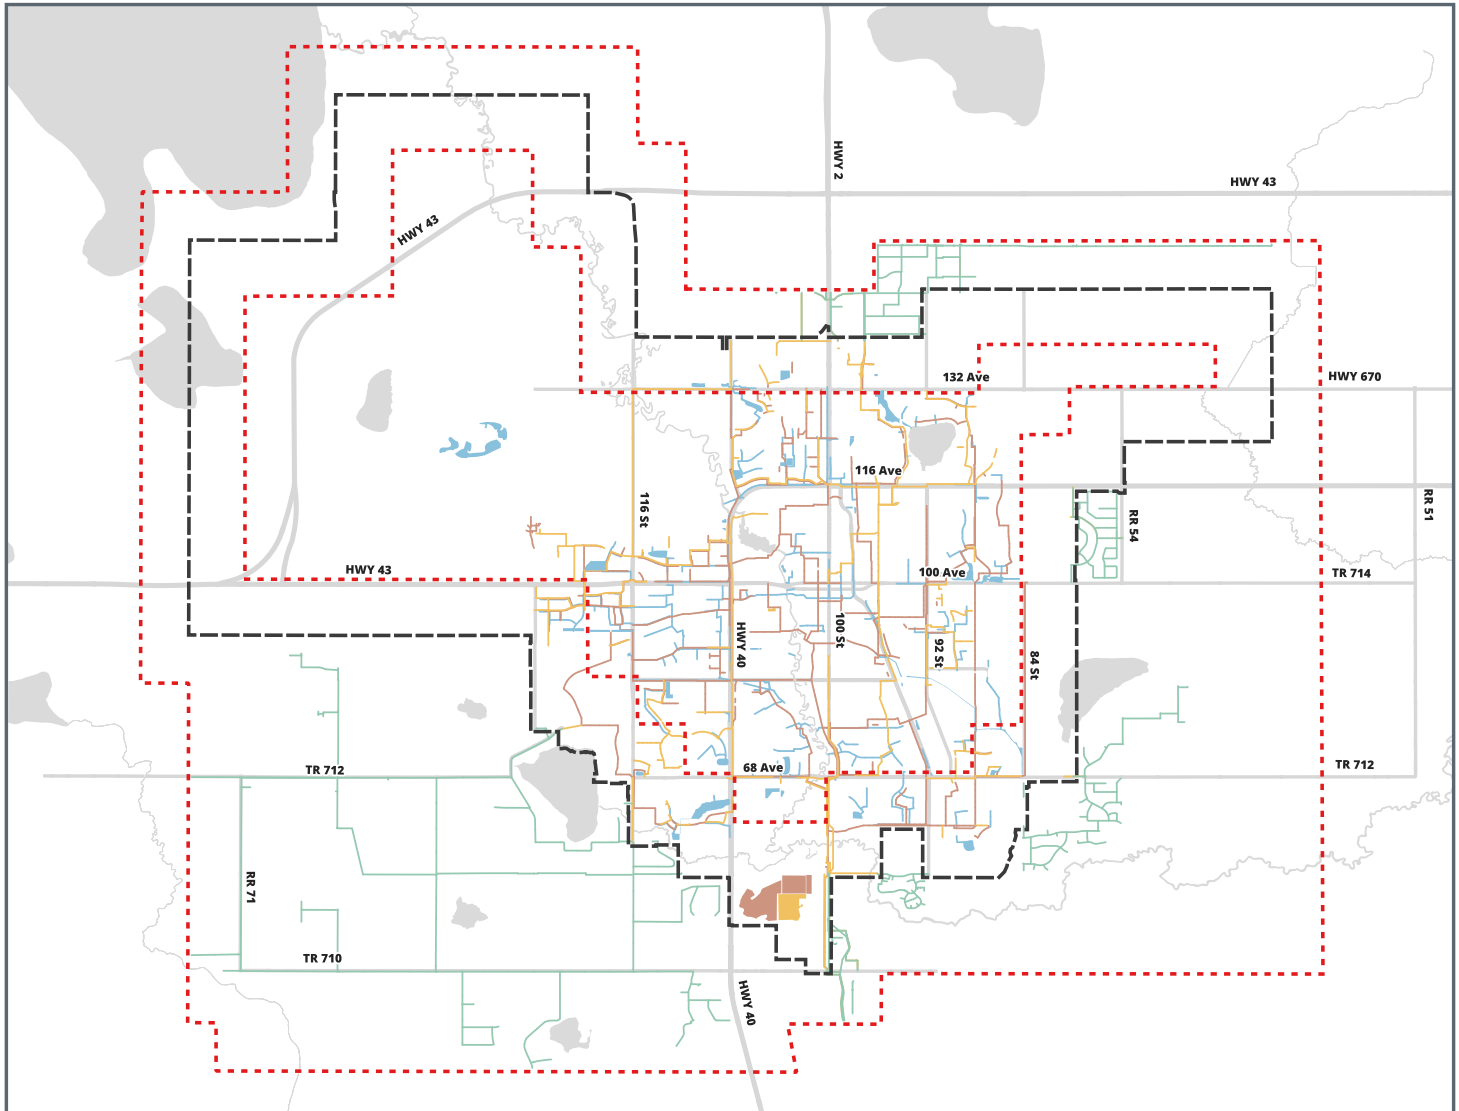 HWY 2
HWY 43
HWY 43
132 Ave
HWY 670
116 Ave
116 St
RR 54
RR 51
HWY 43
100 Ave
TR 714
100 St
HWY 40
92 St
84 St
68 Ave
TR 712
TR 712
RR 71
TR 710
HWY 40